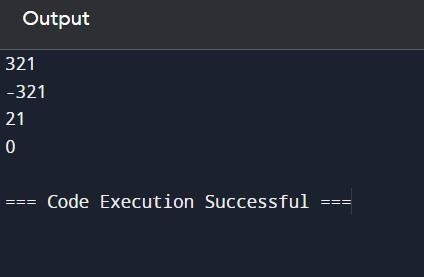 Output
321
-321
21
0
=== Code Execution Successful ===